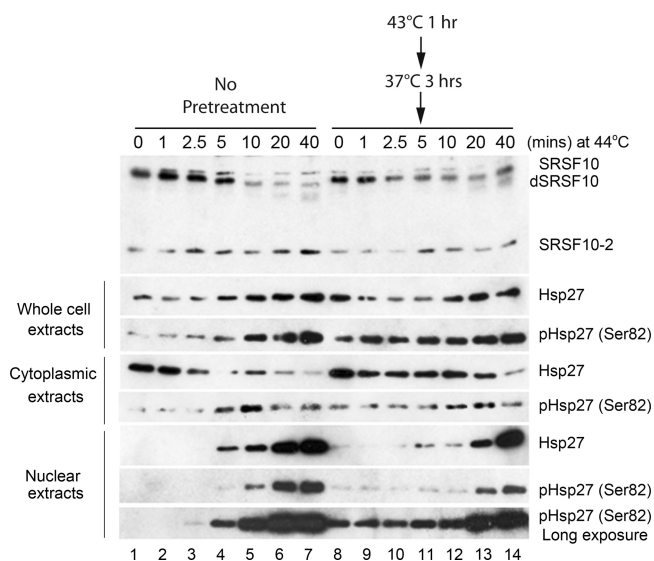 43°C 1 hr
37°C 3 hrs
No
Pretreatment
0 1 2.5 5 10 20 40 0 1 2.5 5 10 20 40 (mins) at 44°C
SRSF10
dSRSF10
SRSF10-2
Whole cell
extracts
Hsp27
pHsp27 (Ser82)
Cytoplasmic
extracts
Hsp27
pHsp27 (Ser82)
Nuclear
extracts
Hsp27
pHsp27 (Ser82)
pHsp27 (Ser82)
Long exposure
1 2 3 4 5 6 7 8 9 10 11 12 13 14